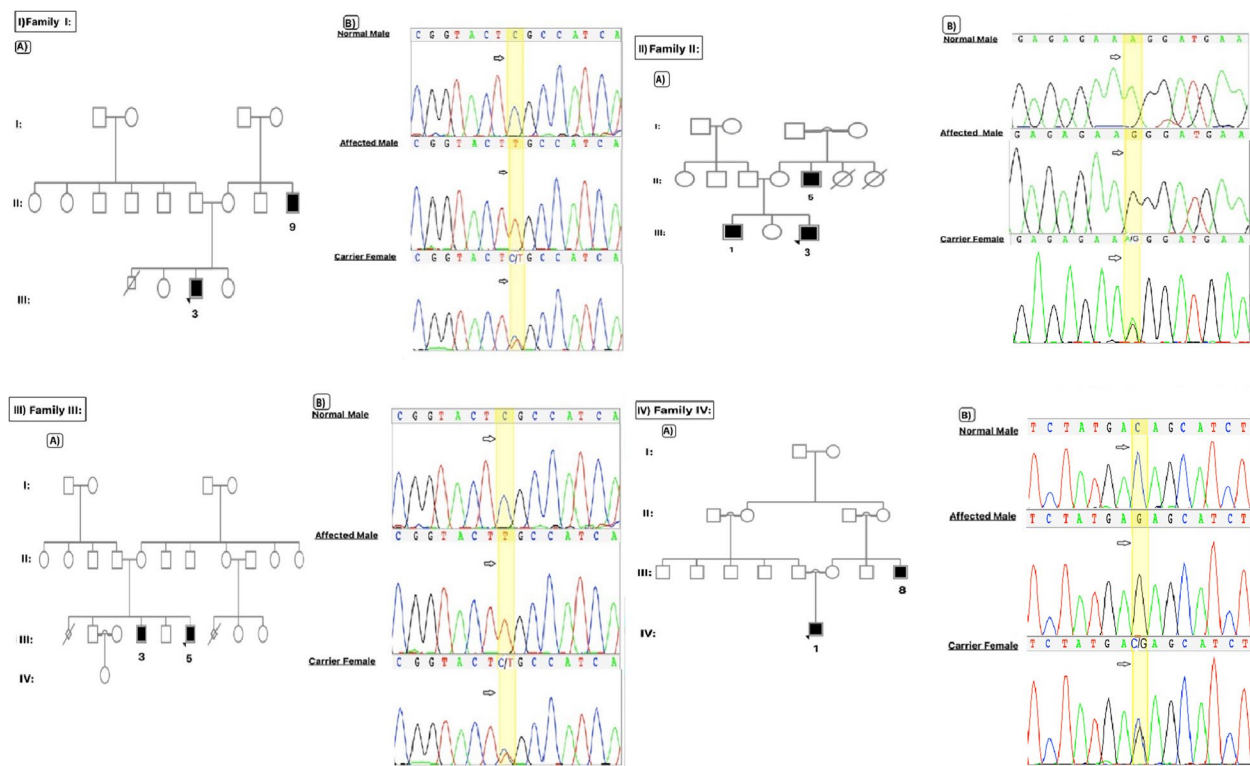 I)Family I:
A)
I:
II:
9
III:
3
B)
Normal Male
C G G T A C T C G C C A T C A
Affected Male
C G G T A C T T G C C A T C A
Carrier Female
C G G T A C T C/T G C C A T C A
II) Family II:
A)
I:
II:
5
III:
1 3
B)
Normal Male
G A G A G A A A G G A T G A A
Affected Male
G A G A G A A G G G A T G A A
Carrier Female
G A G A G A A A/G G G A T G A A
III) Family III:
A)
I:
II:
III:
3 5
IV:
B)
Normal Male
C G G T A C T C G C C A T C A
Affected Male
C G G T A C T T G C C A T C A
Carrier Female
C G G T A C T C/T G C C A T C A
IV) Family IV:
A)
I:
II:
III:
8
IV:
1
B)
Normal Male
T C T A T G A C A G C A T C T
Affected Male
T C T A T G A G A G C A T C T
Carrier Female
T C T A T G A C/G A G C A T C T